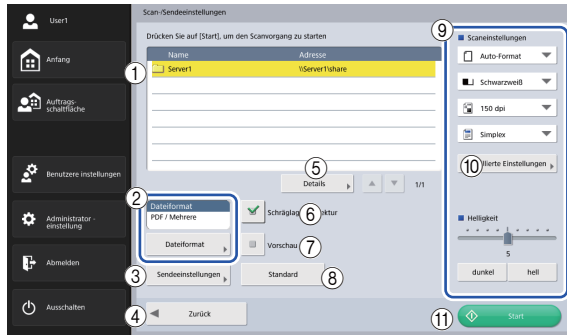 User1
Anfang
Auftrags-
schaltfläche
Benutzere instellungen
Administrator -
einstellung
Abmelden
Ausschalten
Scan-/Sendeeinstellungen
Drücken Sie auf [Start], um den Scanvorgang zu starten
Name Adresse
① Server1 \\Server1\share
⑤
Details 1/1
②
Dateiformat
PDF / Mehrere
Dateiformat
⑥
Vorschau ⑦
③ Sendeeinstellungen
Standard ⑧
④ Zurück
⑨
Scaneinstellungen
Auto-Format
Schwarzweiß
150 dpi
Simplex
⑩ Einstellungen
Helligkeit
5
dunkel hell
⑪ Start